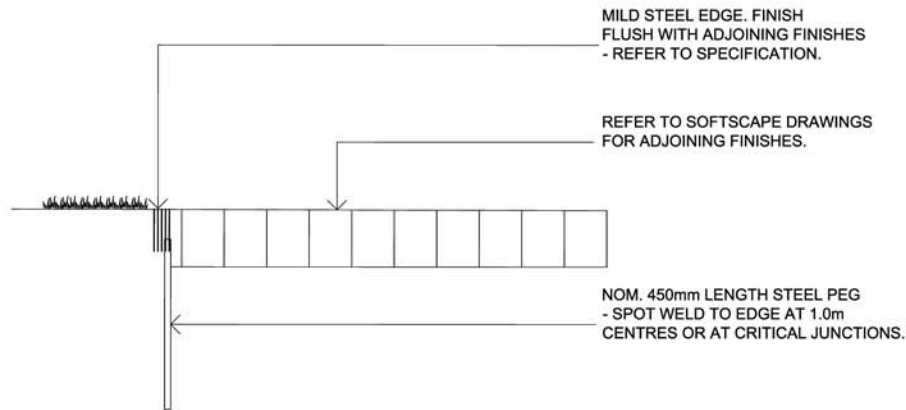 MILD STEEL EDGE. FINISH
FLUSH WITH ADJOINING FINISHES
- REFER TO SPECIFICATION.
REFER TO SOFTSCAPE DRAWINGS
FOR ADJOINING FINISHES.
NOM. 450mm LENGTH STEEL PEG
- SPOT WELD TO EDGE AT 1.0m
CENTRES OR AT CRITICAL JUNCTIONS.